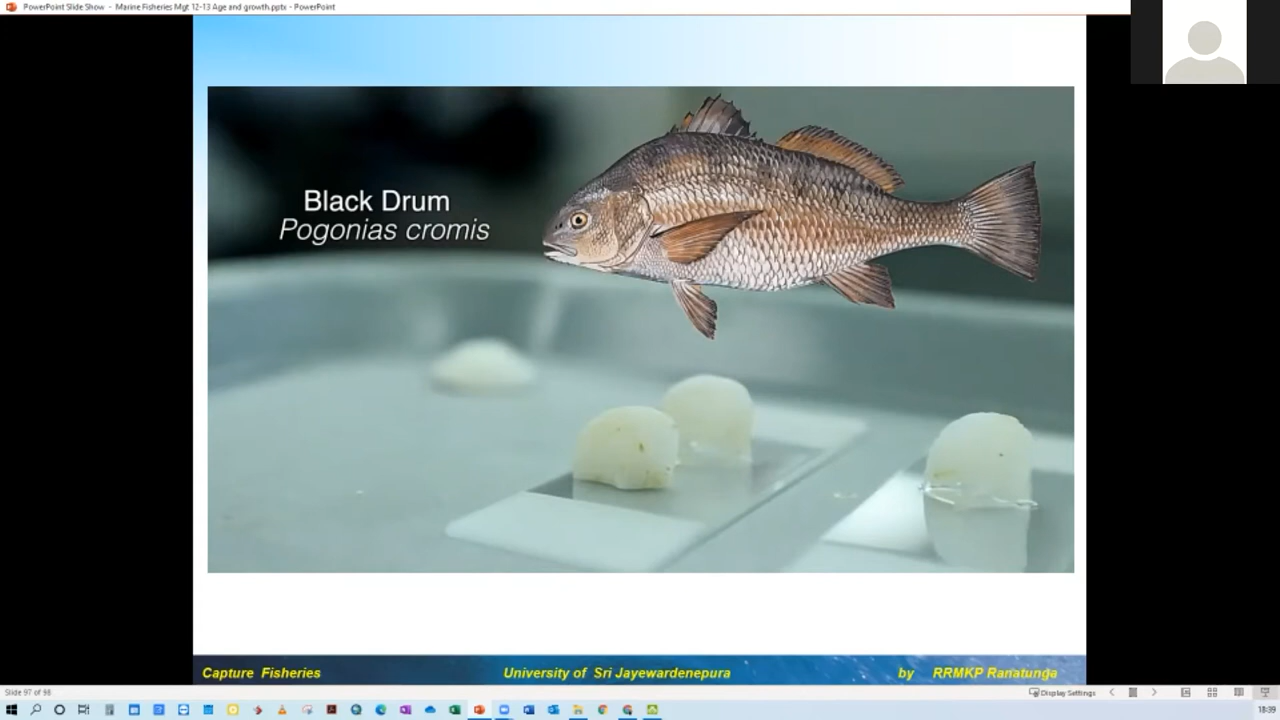 PowerPoint Slide Show - Marine Fisheries Mgt 12-13 Age and growth.pptx - PowerPoint
Black Drum
Pogonias cromis
Capture Fisheries University of Sri Jayewardenepura by RRMKP Ranatunga
Slide 97 of 98 Display Settings
18:39